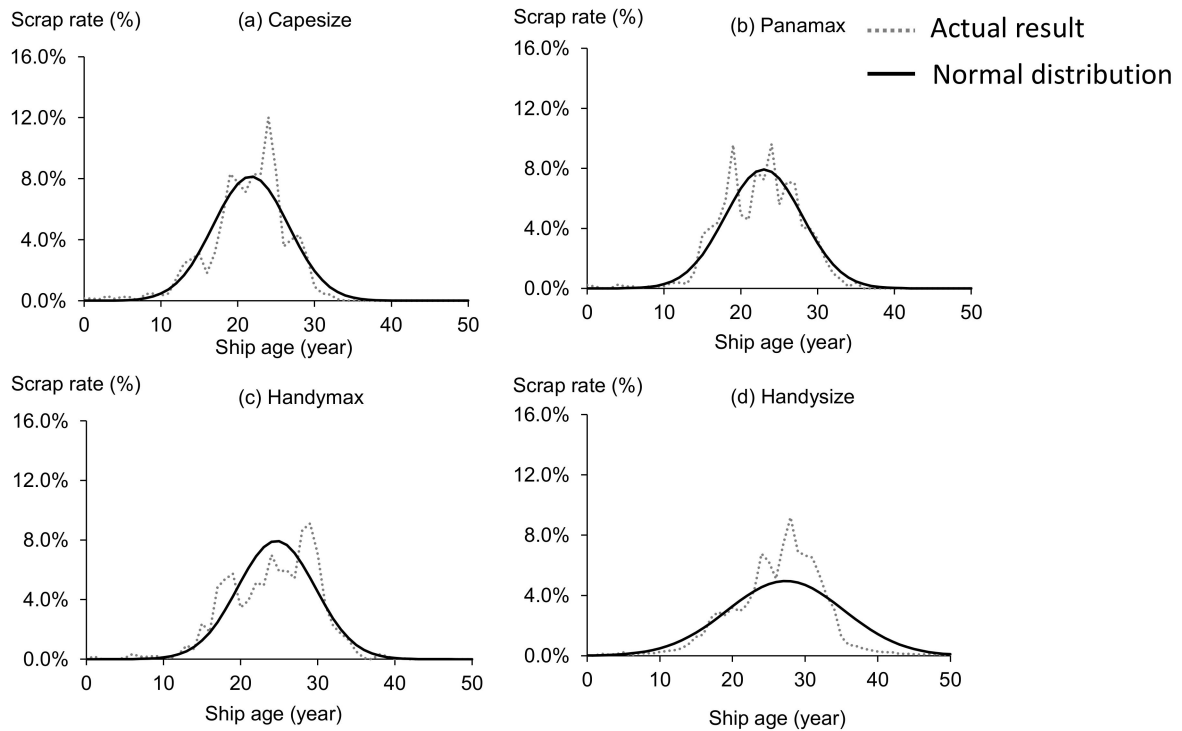 Scrap rate (%)
(a) Capesize
16.0%
12.0%
8.0%
4.0%
0.0%
0 10 20 30 40 50
Ship age (year)
Scrap rate (%)
(b) Panamax
16.0%
12.0%
8.0%
4.0%
0.0%
0 10 20 30 40 50
Ship age (year)
Actual result
Normal distribution
Scrap rate (%)
(c) Handymax
16.0%
12.0%
8.0%
4.0%
0.0%
0 10 20 30 40 50
Ship age (year)
Scrap rate (%)
(d) Handysize
16.0%
12.0%
8.0%
4.0%
0.0%
0 10 20 30 40 50
Ship age (year)